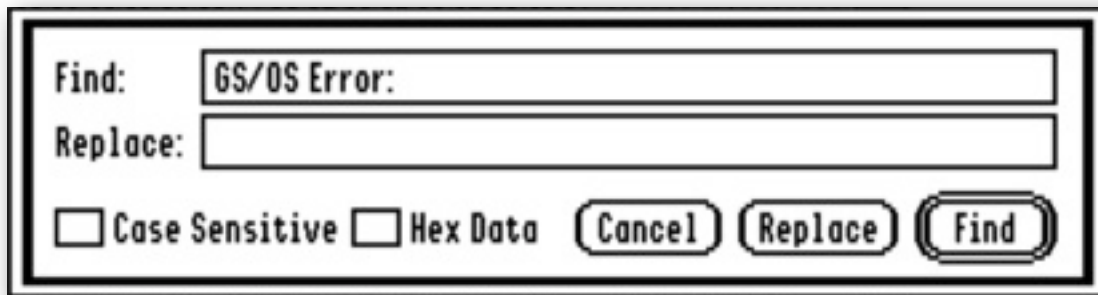 Find: GS/OS Error:
Replace:
Case Sensitive Hex Data Cancel Replace Find